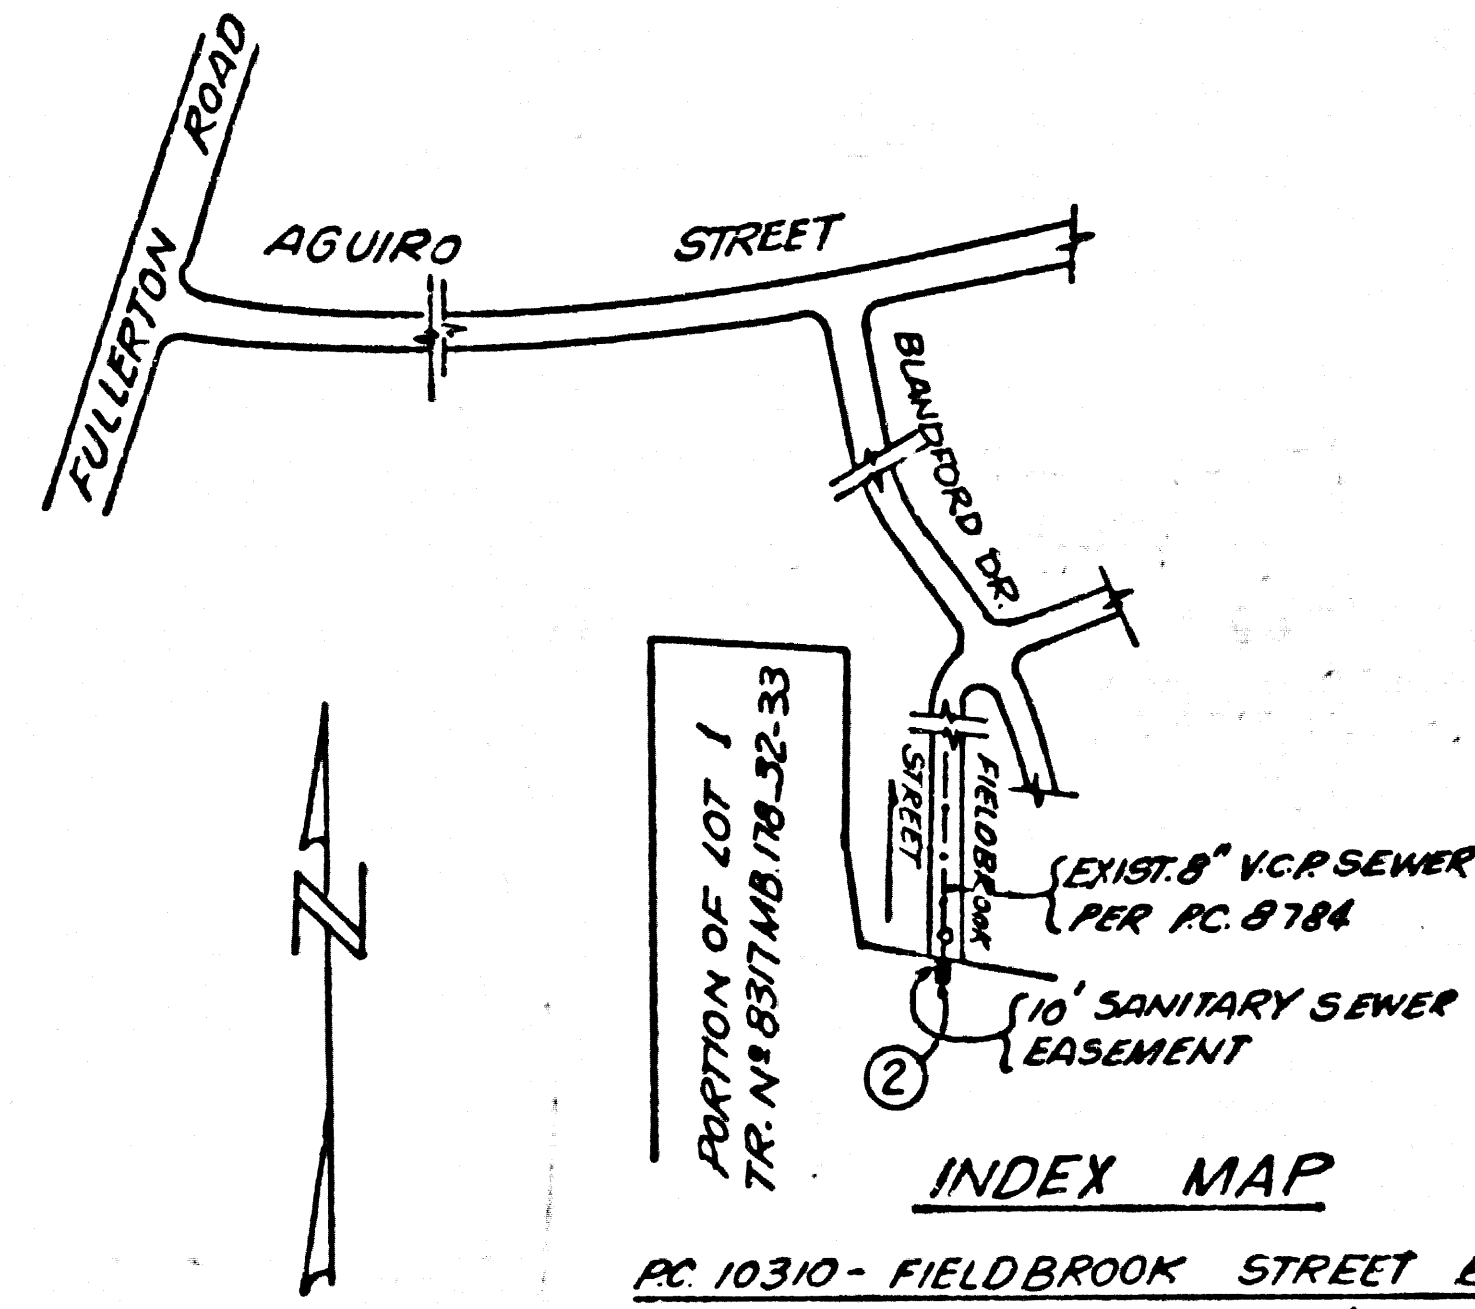 FULLERTON ROAD
AGUIRO STREET
BLANDFORD DR.
FIELDBROOK
STREET
PORTION OF LOT 1
TR. Nº 8317 M.B. 178-32-33
EXIST. 8" V.C.P. SEWER
PER P.C. 8784
10' SANITARY SEWER
EASEMENT
2
N
INDEX MAP
P.C. 10310 - FIELDBROOK STREET